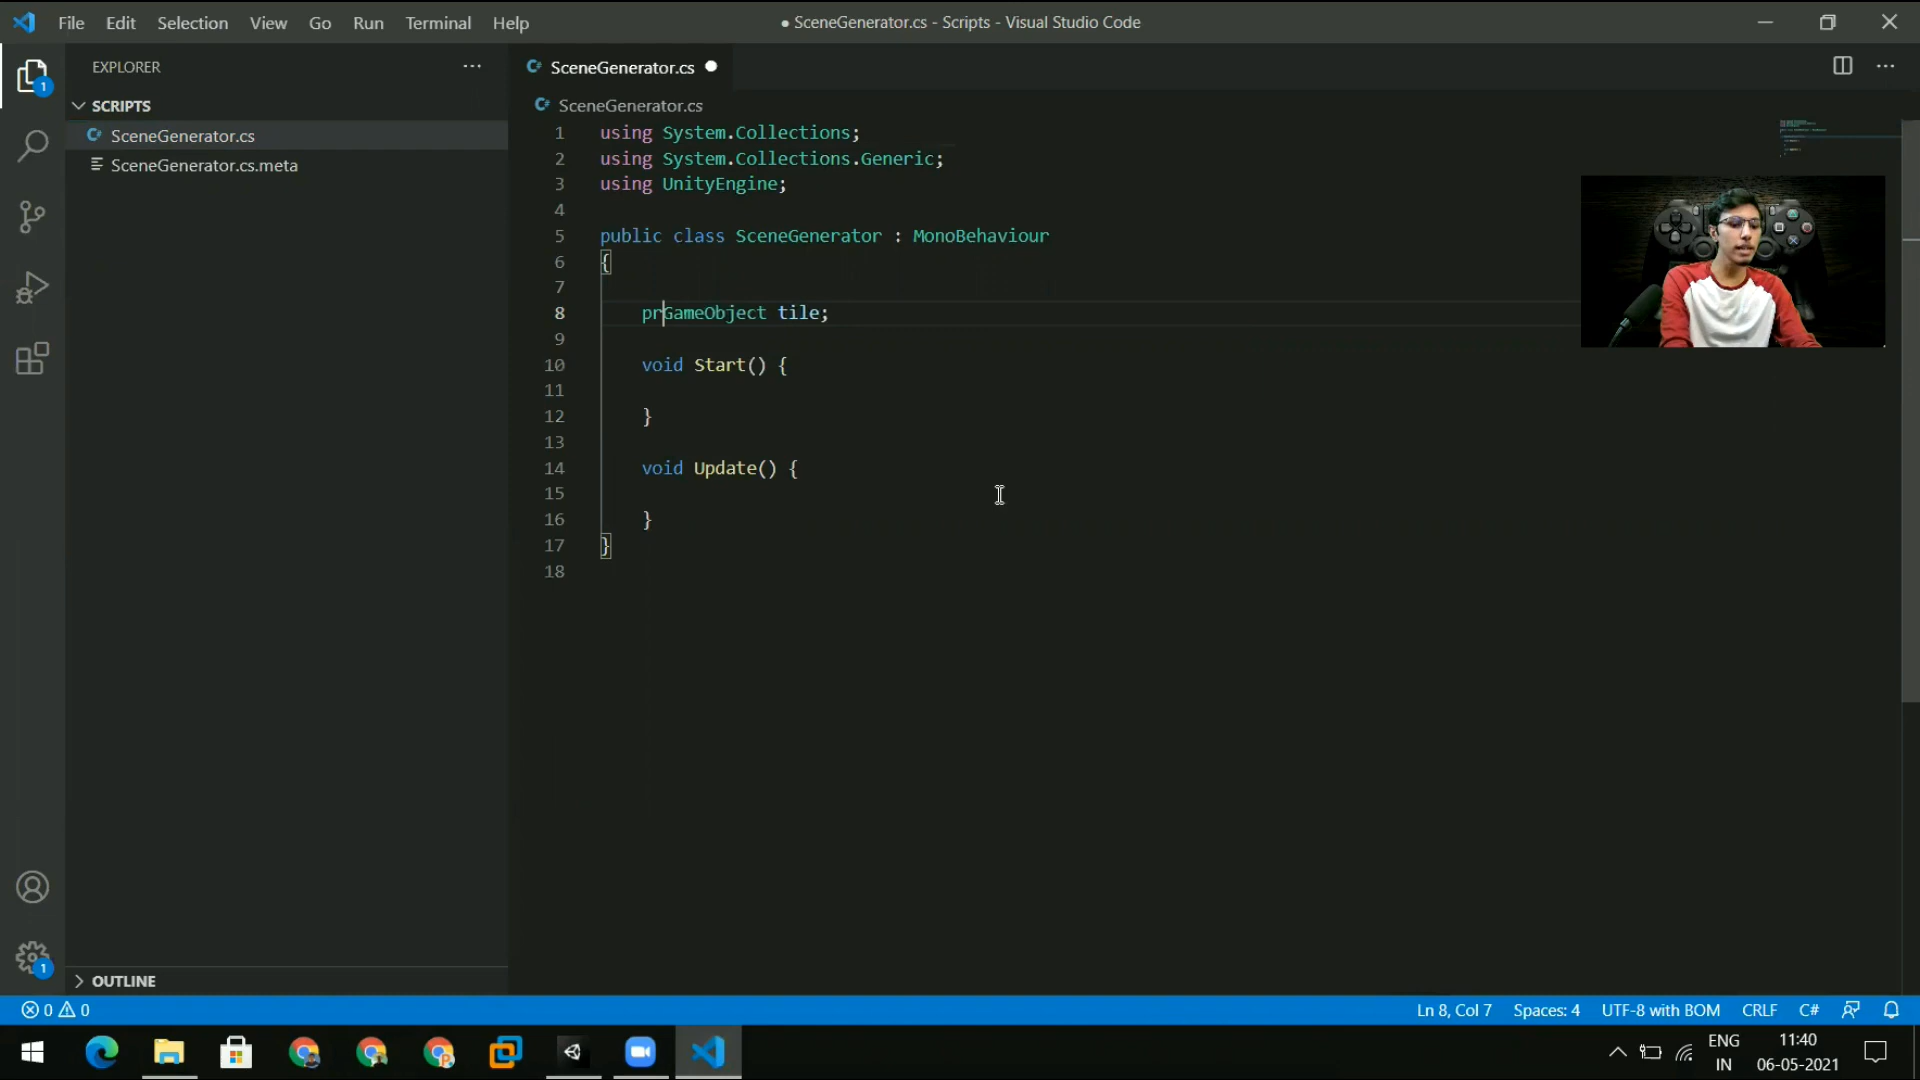 File Edit Selection View Go Run Terminal Help
● SceneGenerator.cs - Scripts - Visual Studio Code
EXPLORER
SCRIPTS
SceneGenerator.cs
SceneGenerator.cs.meta
OUTLINE
SceneGenerator.cs
SceneGenerator.cs
1 using System.Collections;
2 using System.Collections.Generic;
3 using UnityEngine;
4
5 public class SceneGenerator : MonoBehaviour
6 {
7
8 prGameObject tile;
9
10 void Start() {
11
12 }
13
14 void Update() {
15
16 }
17 }
18
1
1
0 0
Ln 8, Col 7 Spaces: 4 UTF-8 with BOM CRLF C#
ENG
IN
11:40
06-05-2021